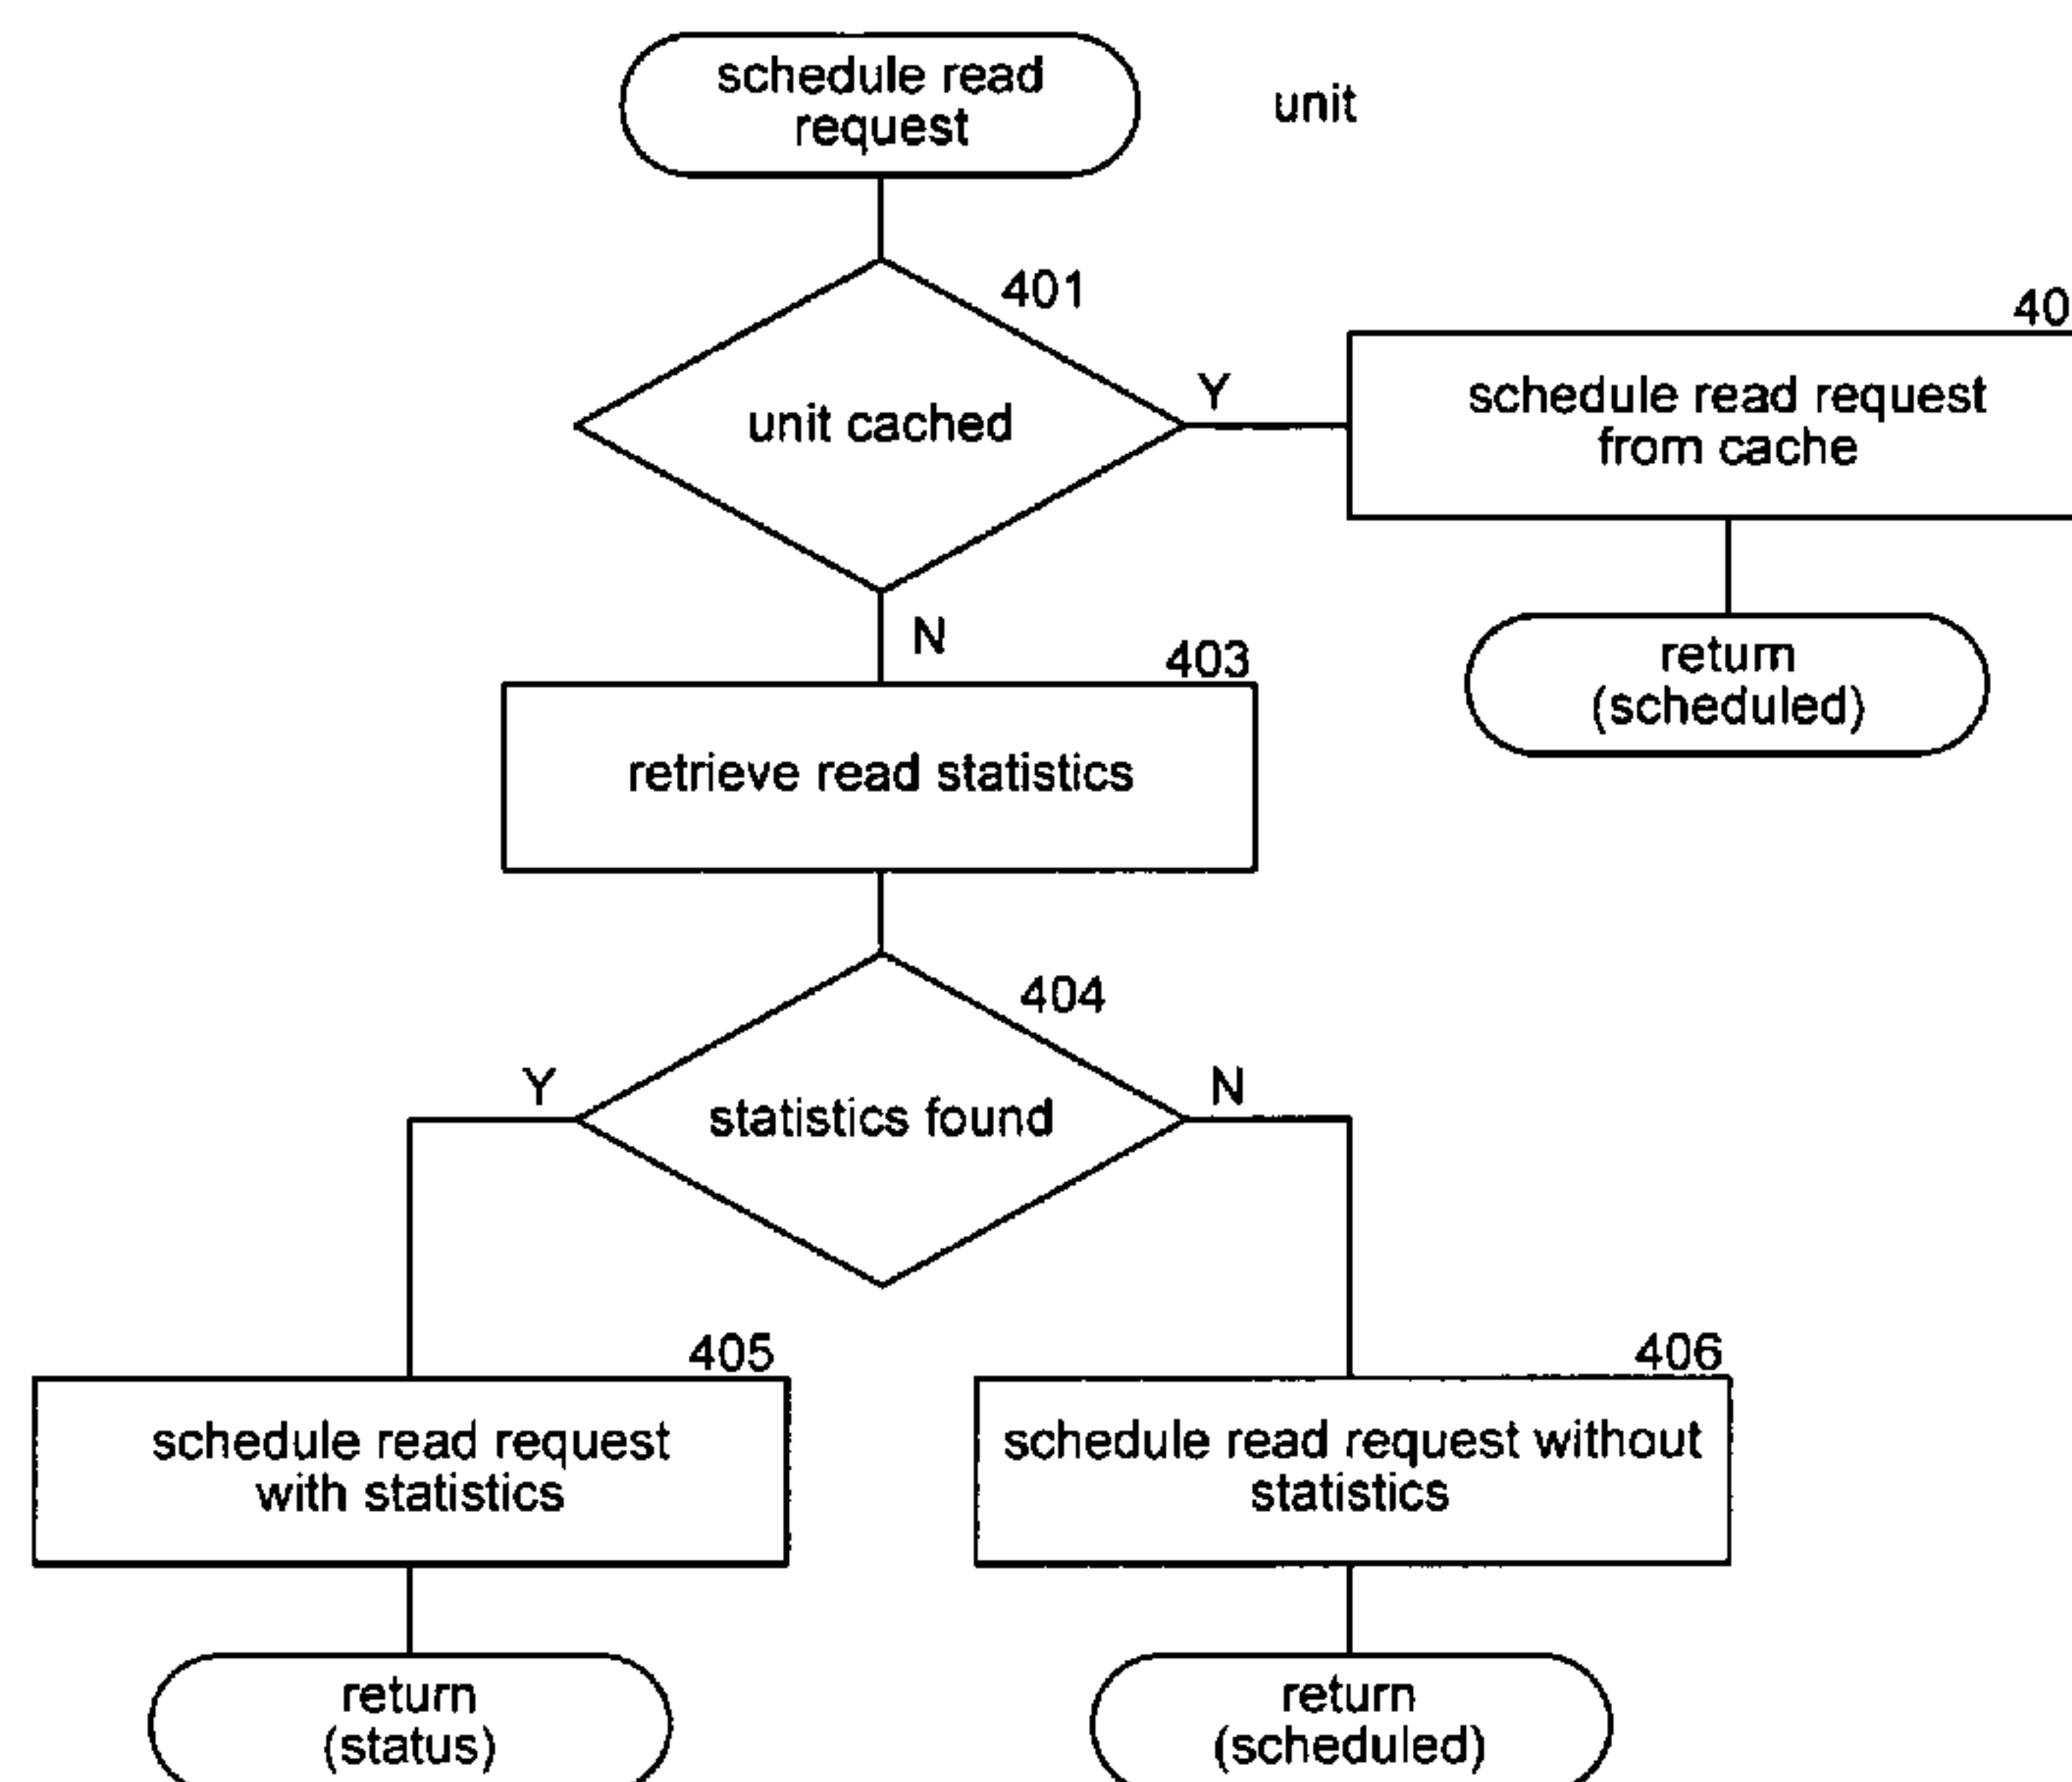 schedule read
request
unit
401
40
unit cached
Y
schedule read request
from cache
N
403
return
(scheduled)
retrieve read statistics
404
Y
N
statistics found
405
406
schedule read request
with statistics
schedule read request without
statistics
return
(status)
return
(scheduled)